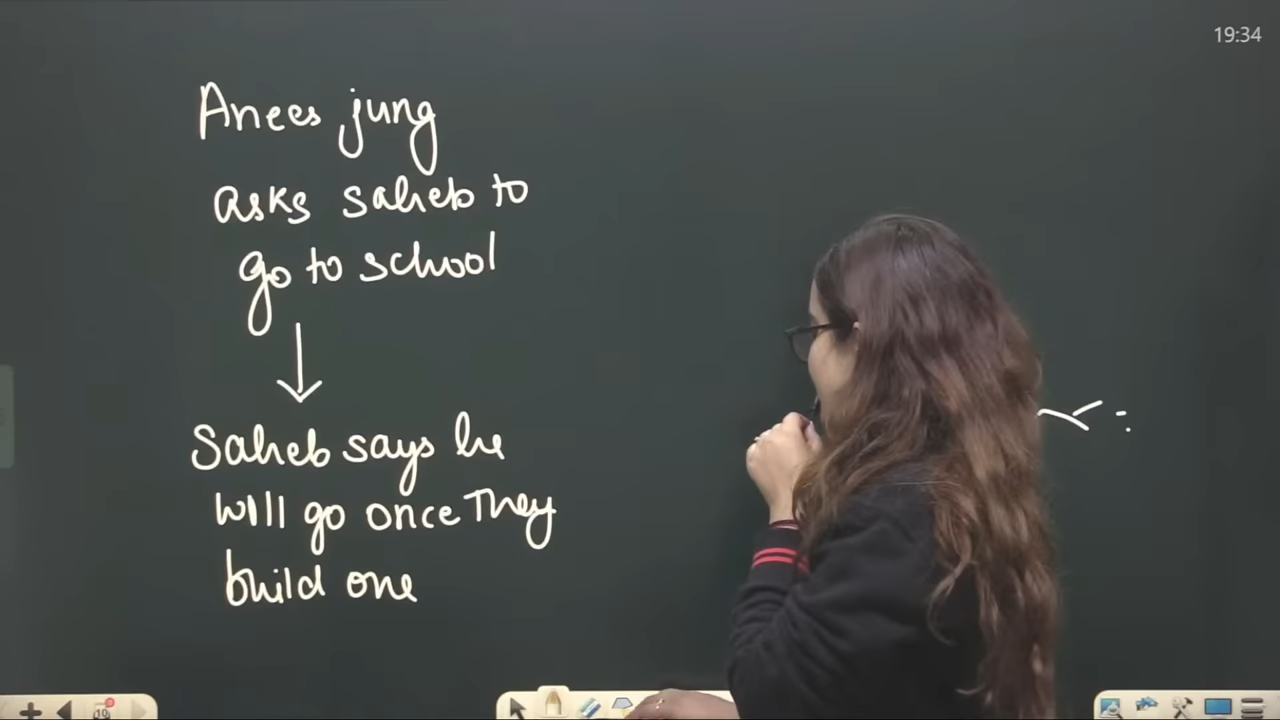 19:34
Anees jung
asks saheb to
go to school
Saheb says he
will go once They
build one